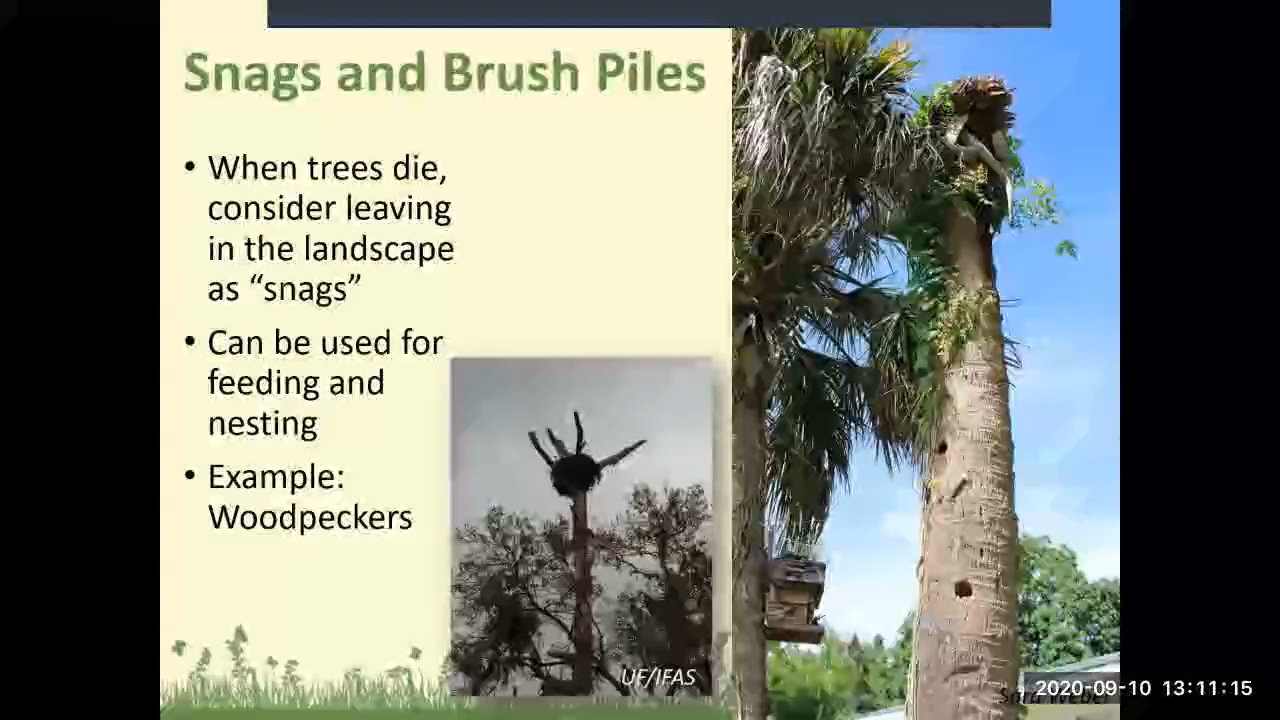 Snags and Brush Piles
• When trees die,
consider leaving
in the landscape
as “snags”
• Can be used for
feeding and
nesting
• Example:
Woodpeckers
UF/IFAS
2020-09-10 13:11:15